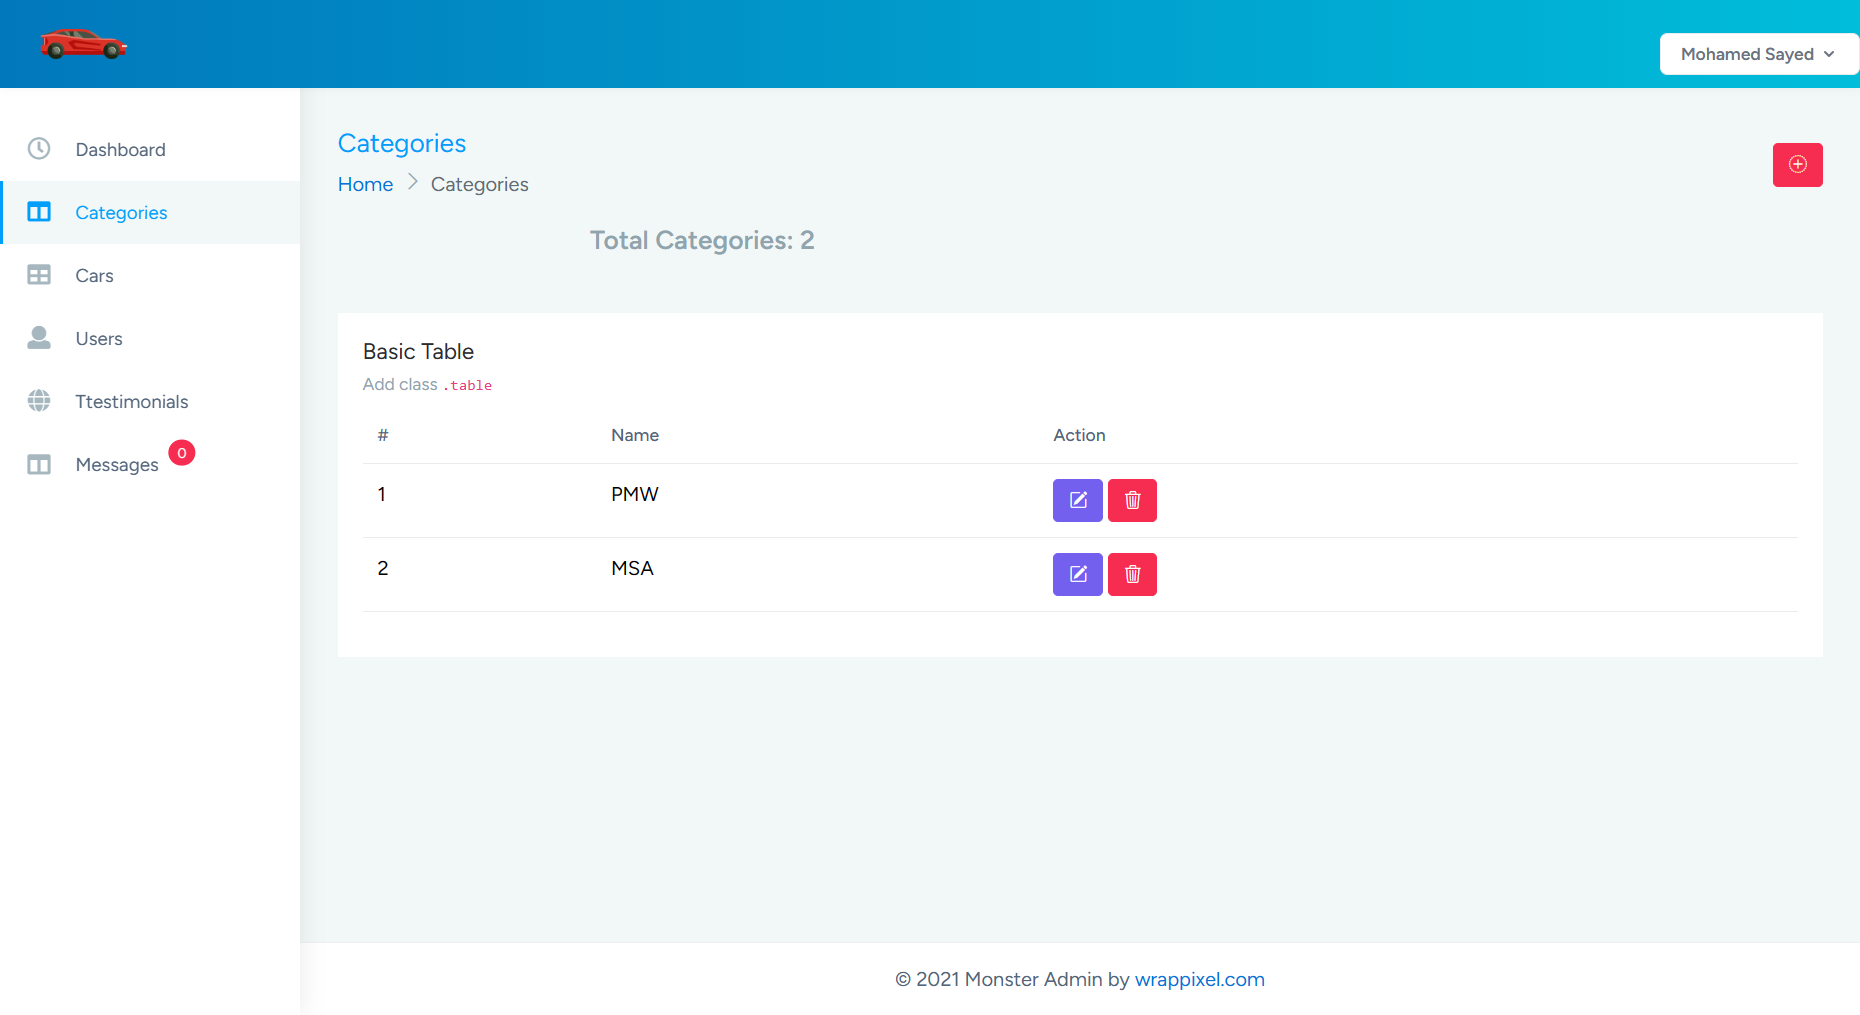 Mohamed Sayed
Dashboard
Categories
Cars
Users
Ttestimonials
Messages 0
Categories
Home > Categories
Total Categories: 2
Basic Table
Add class .table
# Name Action
1 PMW
2 MSA
© 2021 Monster Admin by wrappixel.com